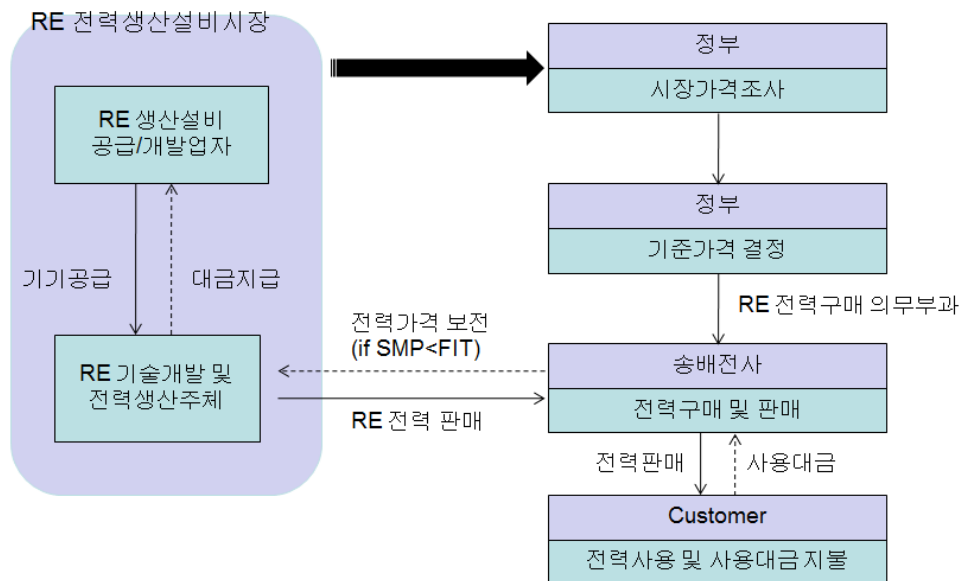 RE 전력생산설비시장
RE 생산설비
공급/개발업자
기기공급
대금지급
RE 기술개발 및
전력생산주체
전력가격 보전
(if SMP<FIT)
RE 전력 판매
정부
시장가격조사
정부
기준가격 결정
RE 전력구매 의무부과
송배전사
전력구매 및 판매
전력판매
사용대금
Customer
전력사용 및 사용대금 지불